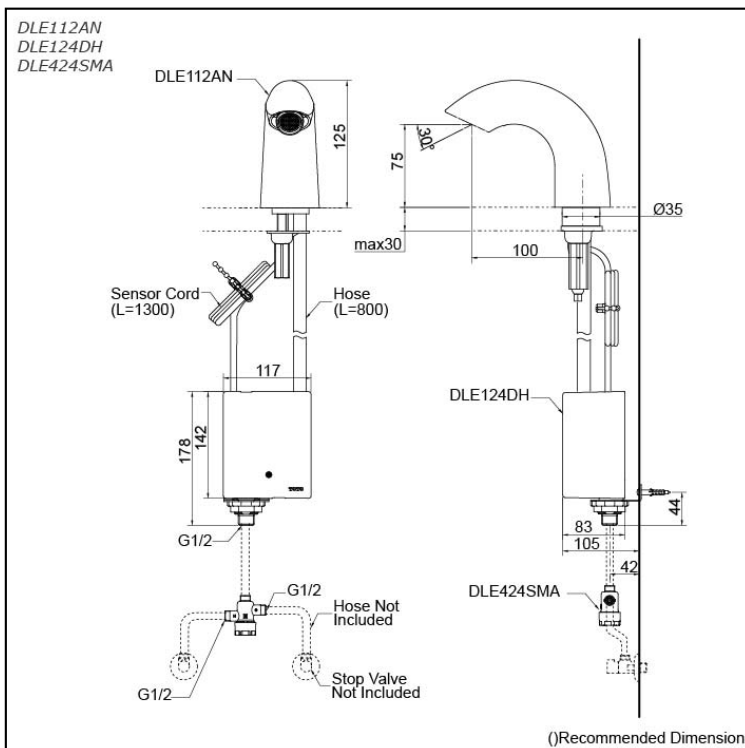 DLE112AN
DLE124DH
DLE424SMA
DLE112AN
125
75
30°
Ø35
max30
100
Sensor Cord
(L=1300)
Hose
(L=800)
117
DLE124DH
178
142
TOTO
44
G1/2
83
105
42
G1/2
DLE424SMA
Hose Not
Included
G1/2
Stop Valve
Not Included
()Recommended Dimension